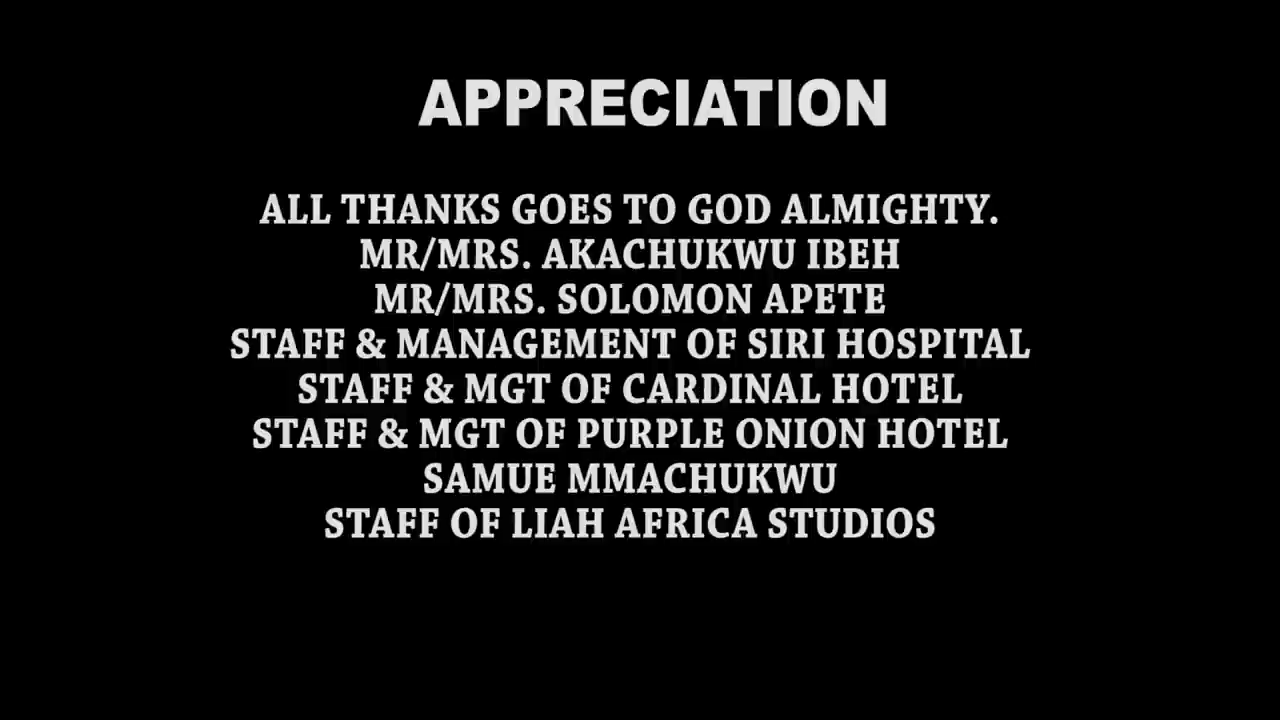 APPRECIATION
ALL THANKS GOES TO GOD ALMIGHTY.
MR/MRS. AKACHUKWU IBEH
MR/MRS. SOLOMON APETE
STAFF & MANAGEMENT OF SIRI HOSPITAL
STAFF & MGT OF CARDINAL HOTEL
STAFF & MGT OF PURPLE ONION HOTEL
SAMUE MMACHUKWU
STAFF OF LIAH AFRICA STUDIOS